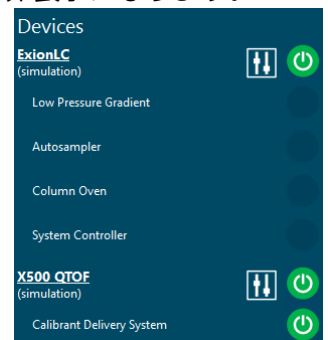 Devices
ExionLC
(simulation)
Low Pressure Gradient
Autosampler
Column Oven
System Controller
X500 QTOF
(simulation)
Calibrant Delivery System